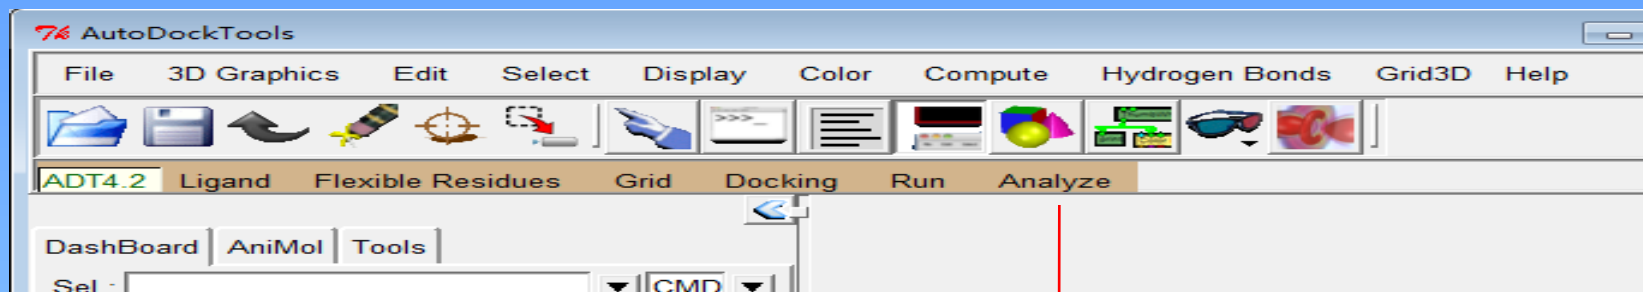 7k AutoDockTools
File 3D Graphics Edit Select Display Color Compute Hydrogen Bonds Grid3D Help
>>>_
ADT4.2 Ligand Flexible Residues Grid Docking Run Analyze
DashBoard AniMol Tools
Sel.: CMD